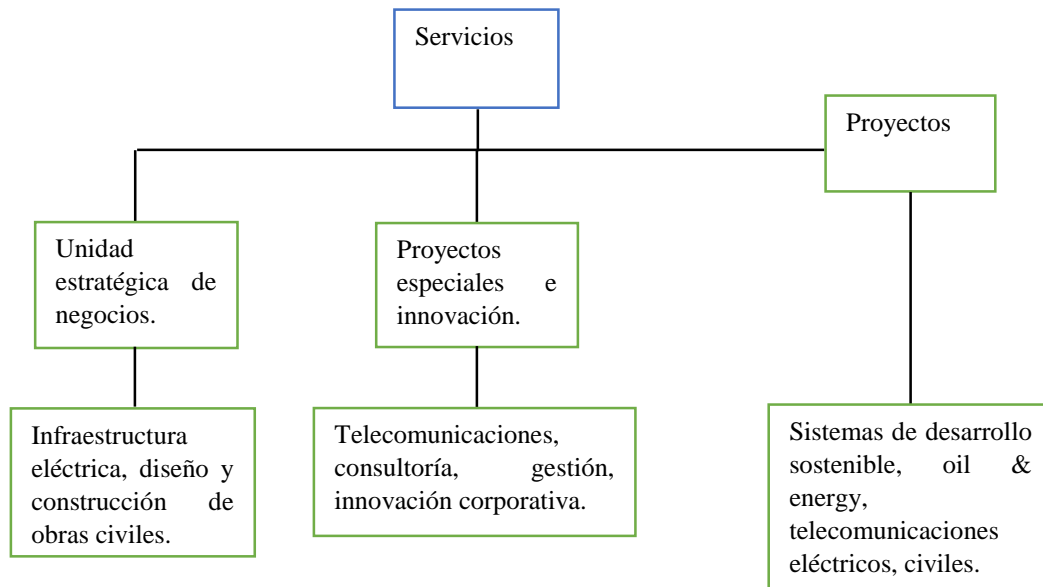 Servicios
Proyectos
Unidad
estratégica de
negocios.
Proyectos
especiales e
innovación.
Infraestructura
eléctrica, diseño y
construcción de
obras civiles.
Telecomunicaciones,
consultoría, gestión,
innovación corporativa.
Sistemas de desarrollo
sostenible, oil &
energy,
telecomunicaciones
eléctricos, civiles.